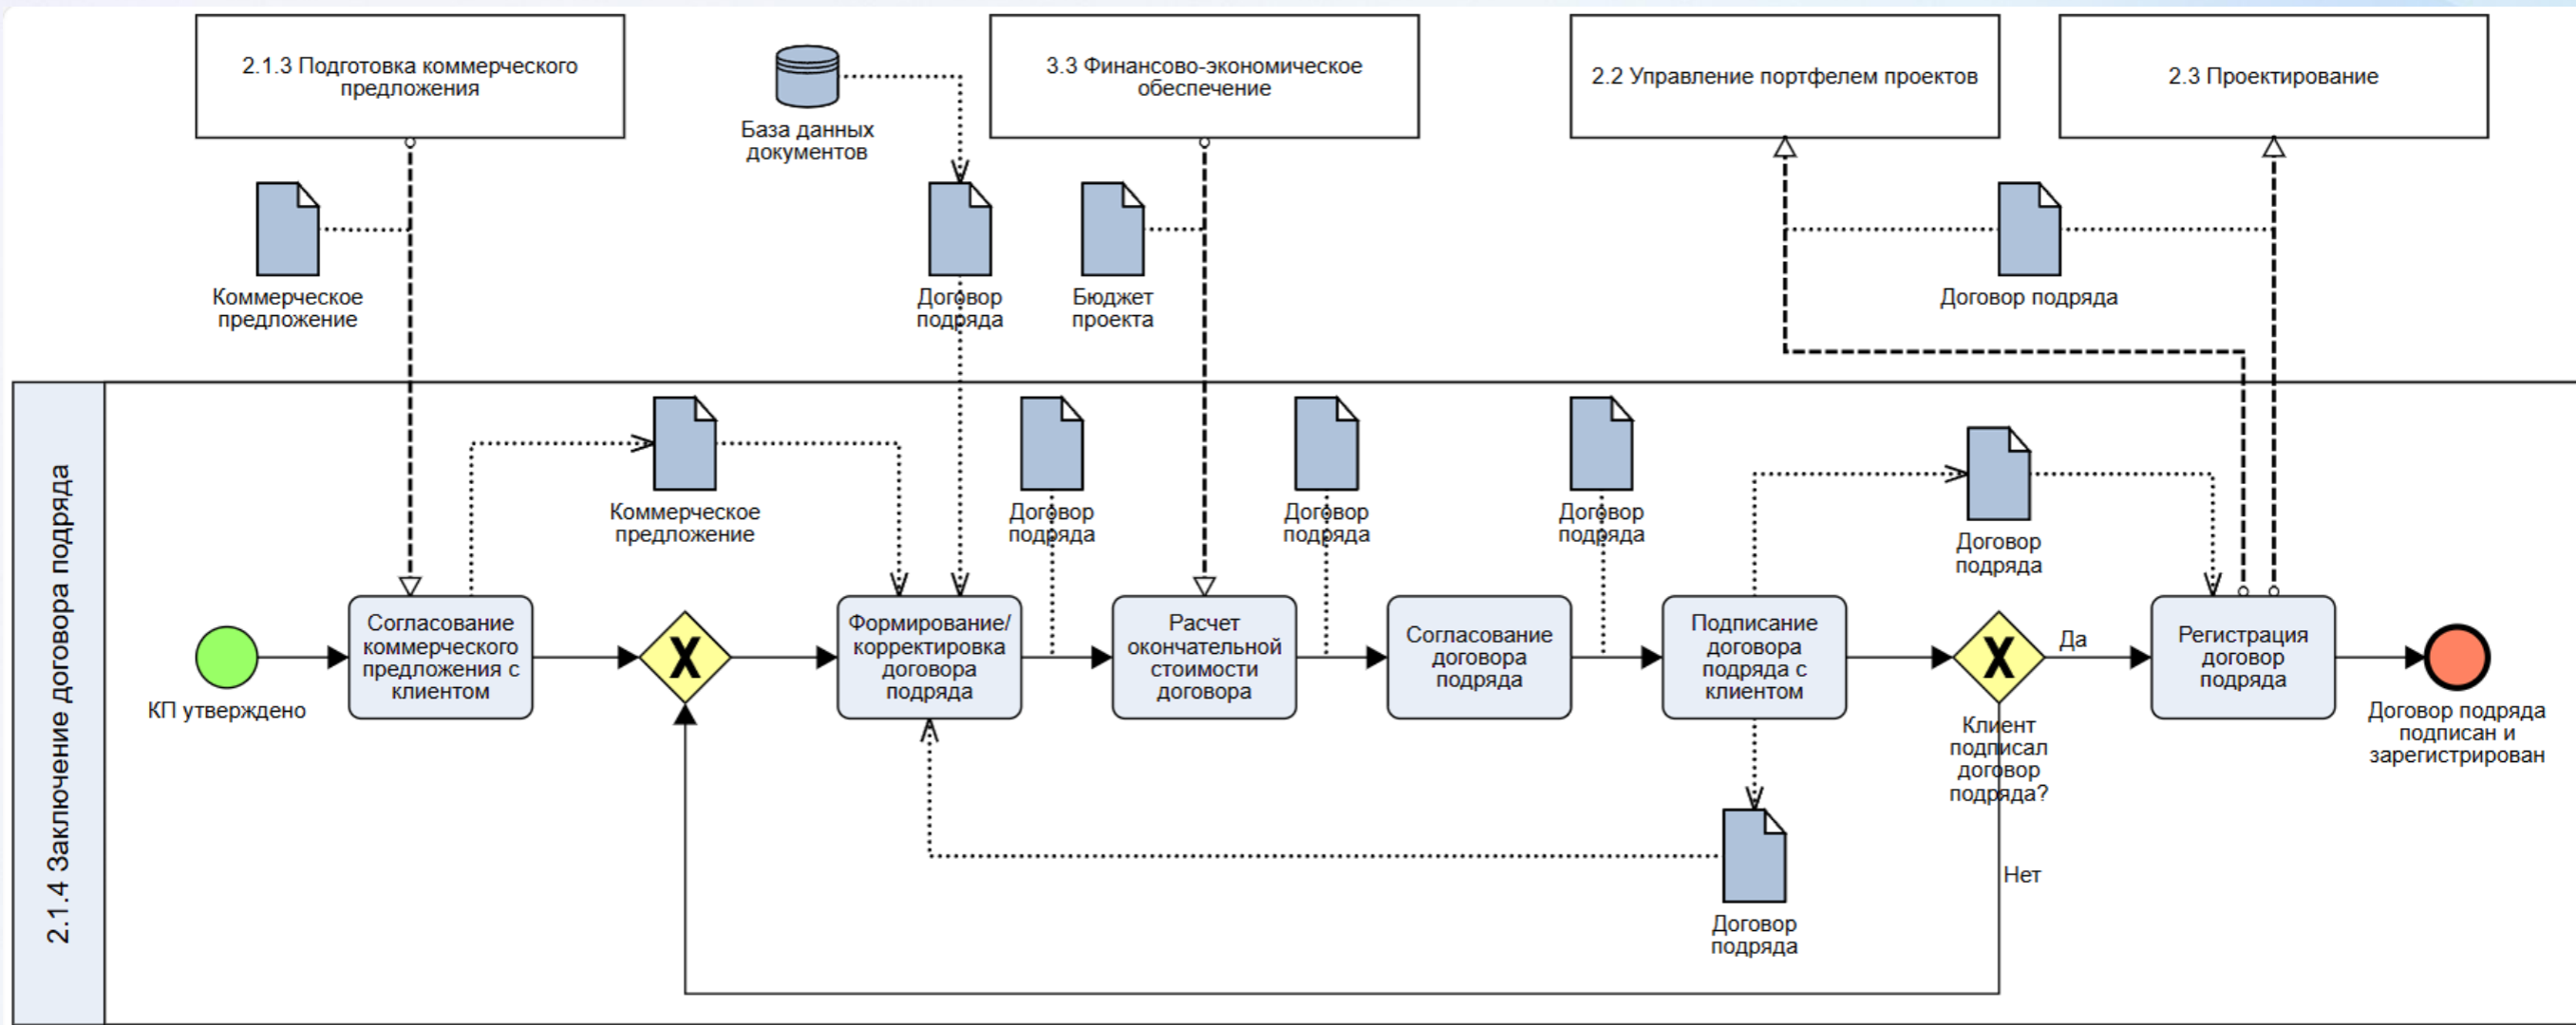 2.1.3 Подготовка коммерческого
предложения
База данных
документов
3.3 Финансово-экономическое
обеспечение
2.2 Управление портфелем проектов
2.3 Проектирование
Коммерческое
предложение
Договор
подряда
Бюджет
проекта
Договор подряда
2.1.4 Заключение договора подряда
Коммерческое
предложение
Договор
подряда
Договор
подряда
Договор
подряда
Договор
подряда
КП утверждено
Согласование
коммерческого
предложения с
клиентом
X
Формирование/
корректировка
договора
подряда
Расчет
окончательной
стоимости
договора
Согласование
договора
подряда
Подписание
договора
подряда с
клиентом
X
Клиент
подписал
договор
подряда?
Да
Регистрация
договор
подряда
Договор подряда
подписан и
зарегистрирован
Нет
Договор
подряда